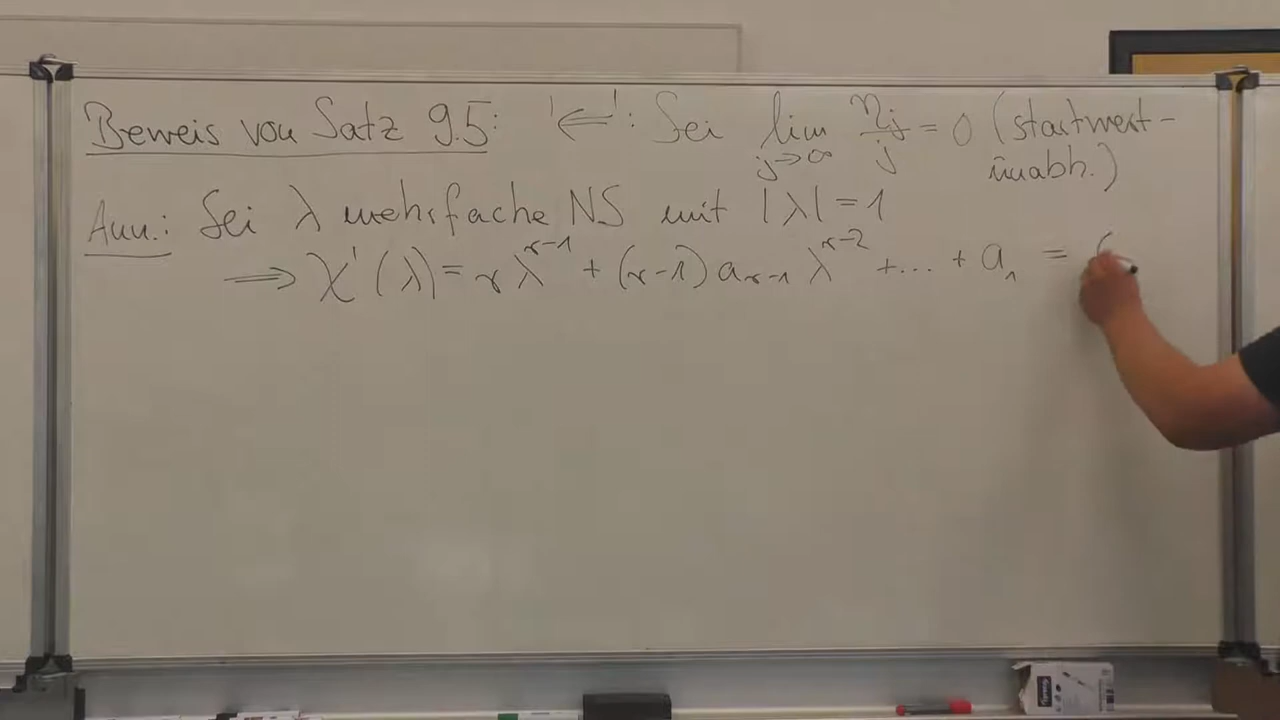 Beweis von Satz 9.5: '⇐': Sei lim_{j→∞} η_j/j = 0 (startwert-
unabh.)
Ann.: Sei λ mehrfache NS mit |λ| = 1
⟹ χ'(λ) = r λ^{r-1} + (r-1) a_{r-1} λ^{r-2} + ... + a_1 =